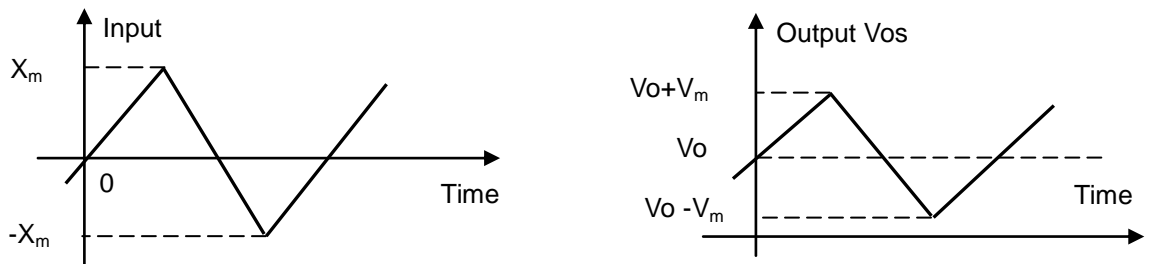 Input
X_m
0
Time
-X_m
Output Vos
Vo+V_m
Vo
Time
Vo -V_m